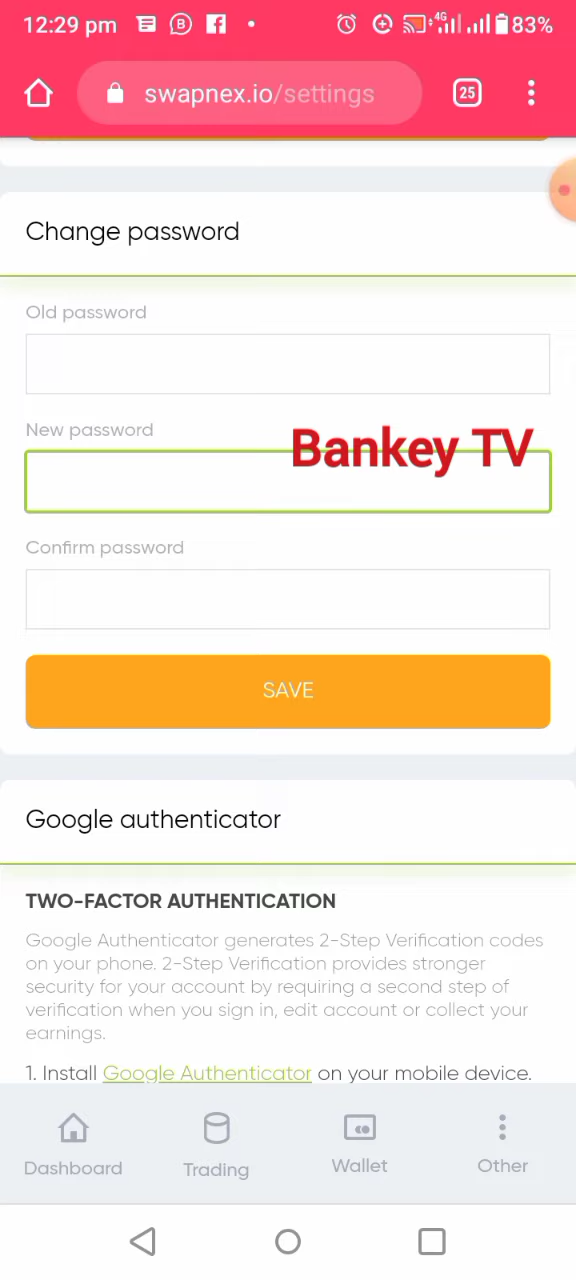 12:29 pm 4G 83%
swapnex.io/settings 25
Change password
Old password
New password
Bankey TV
Confirm password
SAVE
Google authenticator
TWO-FACTOR AUTHENTICATION
Google Authenticator generates 2-Step Verification codes
on your phone. 2-Step Verification provides stronger
security for your account by requiring a second step of
verification when you sign in, edit account or collect your
earnings.
1. Install Google Authenticator on your mobile device.
Dashboard Trading Wallet Other